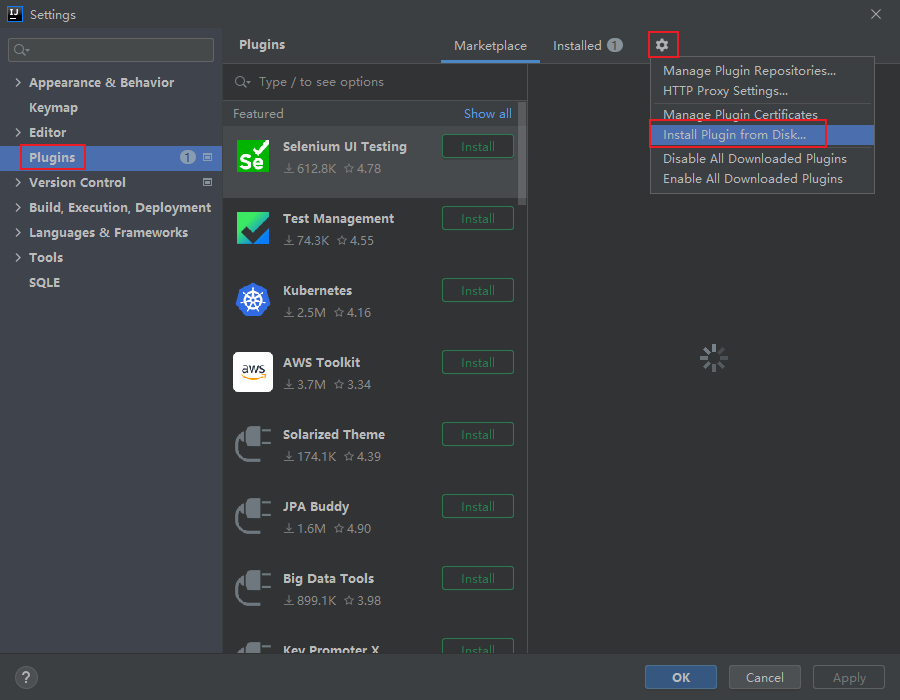 Settings
Plugins
Marketplace
Installed 1
Type / to see options
Featured
Show all
Appearance & Behavior
Keymap
Editor
Plugins 1
Version Control
Build, Execution, Deployment
Languages & Frameworks
Tools
SQLE
Selenium UI Testing
Install
612.8K 4.78
Test Management
Install
74.3K 4.55
Kubernetes
Install
2.5M 4.16
aws
AWS Toolkit
Install
3.7M 3.34
Solarized Theme
Install
174.1K 4.39
JPA Buddy
Install
1.6M 4.90
Big Data Tools
Install
899.1K 3.98
Key Promoter X
Install
Manage Plugin Repositories...
HTTP Proxy Settings...
Manage Plugin Certificates
Install Plugin from Disk...
Disable All Downloaded Plugins
Enable All Downloaded Plugins
Se
IJ
?
OK
Cancel
Apply